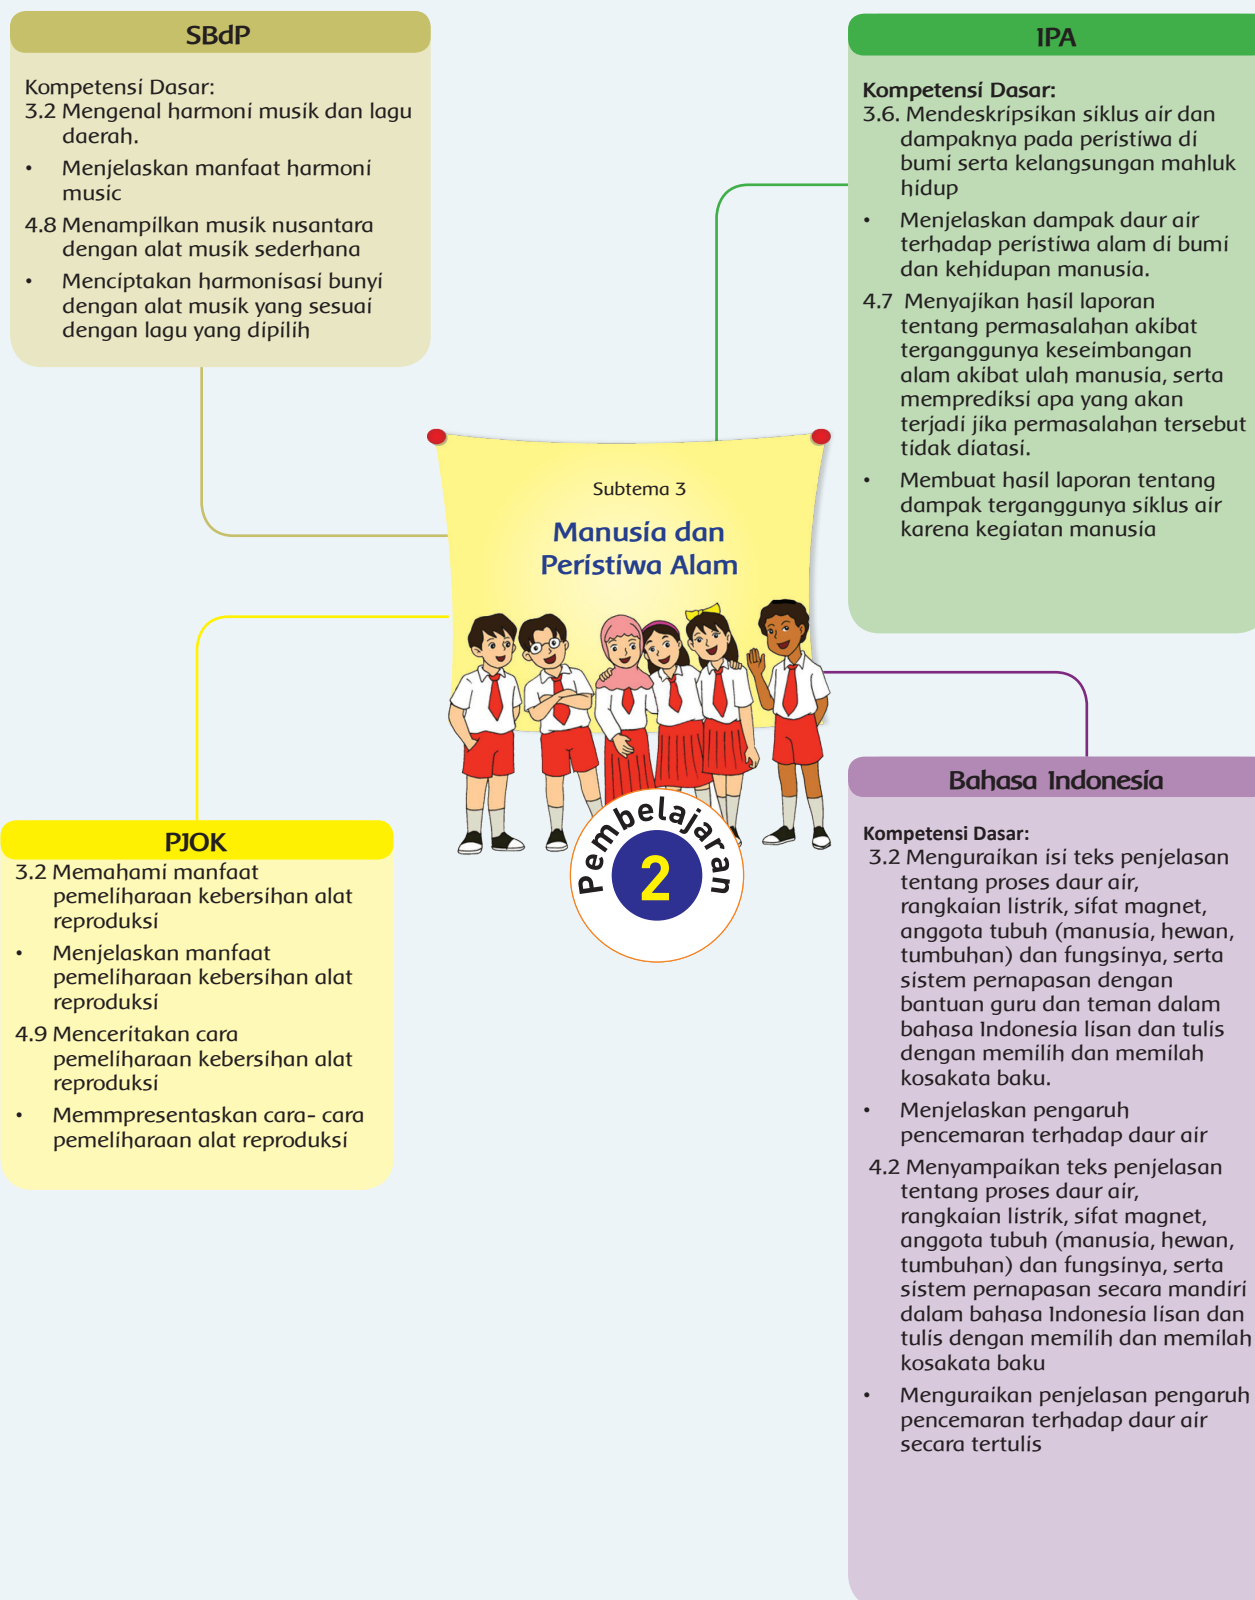 SBdP
Kompetensi Dasar:
3.2 Mengenal harmoni musik dan lagu
daerah.
• Menjelaskan manfaat harmoni
music
4.8 Menampilkan musik nusantara
dengan alat musik sederhana
• Menciptakan harmonisasi bunyi
dengan alat musik yang sesuai
dengan lagu yang dipilih
IPA
Kompetensi Dasar:
3.6. Mendeskripsikan siklus air dan
dampaknya pada peristiwa di
bumi serta kelangsungan mahluk
hidup
• Menjelaskan dampak daur air
terhadap peristiwa alam di bumi
dan kehidupan manusia.
4.7 Menyajikan hasil laporan
tentang permasalahan akibat
terganggunya keseimbangan
alam akibat ulah manusia, serta
memprediksi apa yang akan
terjadi jika permasalahan tersebut
tidak diatasi.
• Membuat hasil laporan tentang
dampak terganggunya siklus air
karena kegiatan manusia
Subtema 3
Manusia dan
Peristiwa Alam
Pembelajaran
2
PJOK
3.2 Memahami manfaat
pemeliharaan kebersihan alat
reproduksi
• Menjelaskan manfaat
pemeliharaan kebersihan alat
reproduksi
4.9 Menceritakan cara
pemeliharaan kebersihan alat
reproduksi
• Memmpresentaskan cara- cara
pemeliharaan alat reproduksi
Bahasa Indonesia
Kompetensi Dasar:
3.2 Menguraikan isi teks penjelasan
tentang proses daur air,
rangkaian listrik, sifat magnet,
anggota tubuh (manusia, hewan,
tumbuhan) dan fungsinya, serta
sistem pernapasan dengan
bantuan guru dan teman dalam
bahasa Indonesia lisan dan tulis
dengan memilih dan memilah
kosakata baku.
• Menjelaskan pengaruh
pencemaran terhadap daur air
4.2 Menyampaikan teks penjelasan
tentang proses daur air,
rangkaian listrik, sifat magnet,
anggota tubuh (manusia, hewan,
tumbuhan) dan fungsinya, serta
sistem pernapasan secara mandiri
dalam bahasa Indonesia lisan dan
tulis dengan memilih dan memilah
kosakata baku
• Menguraikan penjelasan pengaruh
pencemaran terhadap daur air
secara tertulis